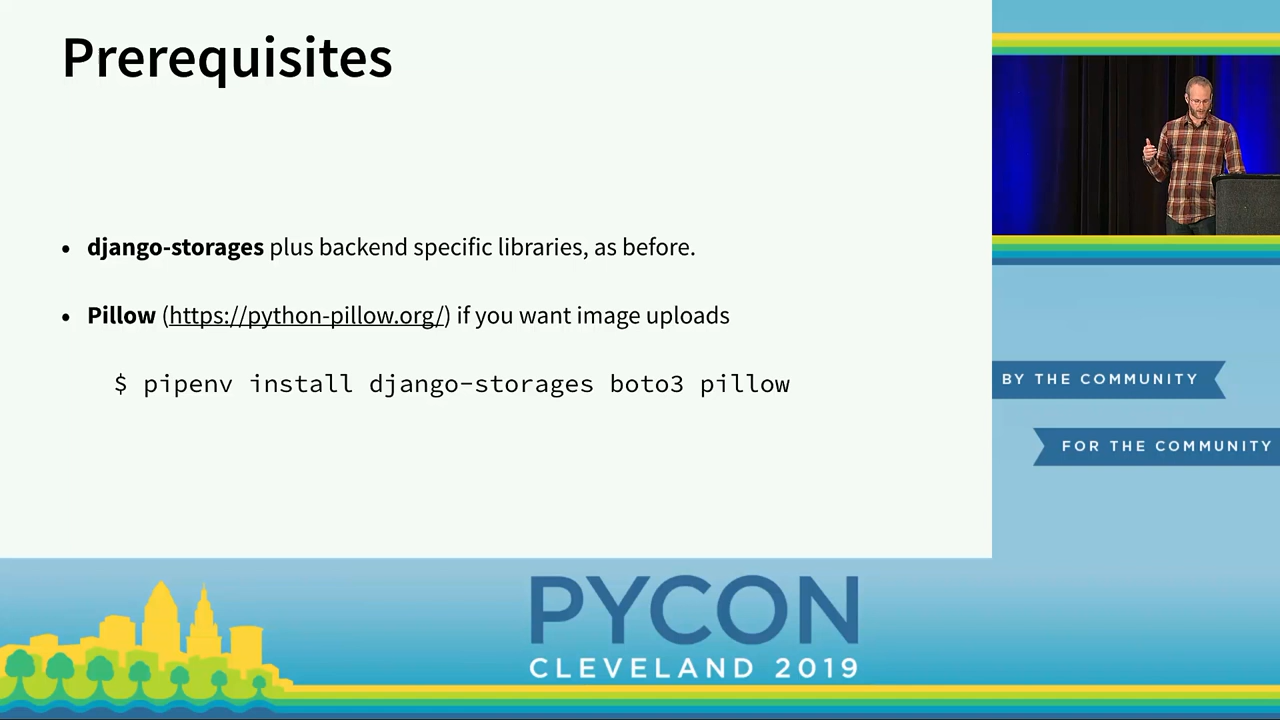 Prerequisites
• django-storages plus backend specific libraries, as before.
• Pillow (https://python-pillow.org/) if you want image uploads
$ pipenv install django-storages boto3 pillow
BY THE COMMUNITY
FOR THE COMMUNITY
PYCON
CLEVELAND 2019